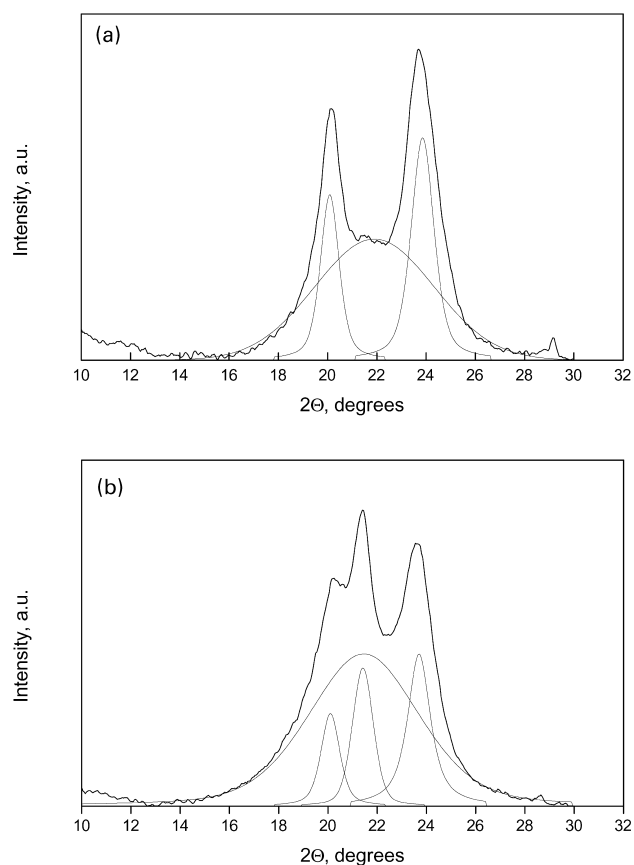 (a)
Intensity, a.u.
10 12 14 16 18 20 22 24 26 28 30 32
2Θ, degrees
(b)
Intensity, a.u.
10 12 14 16 18 20 22 24 26 28 30 32
2Θ, degrees